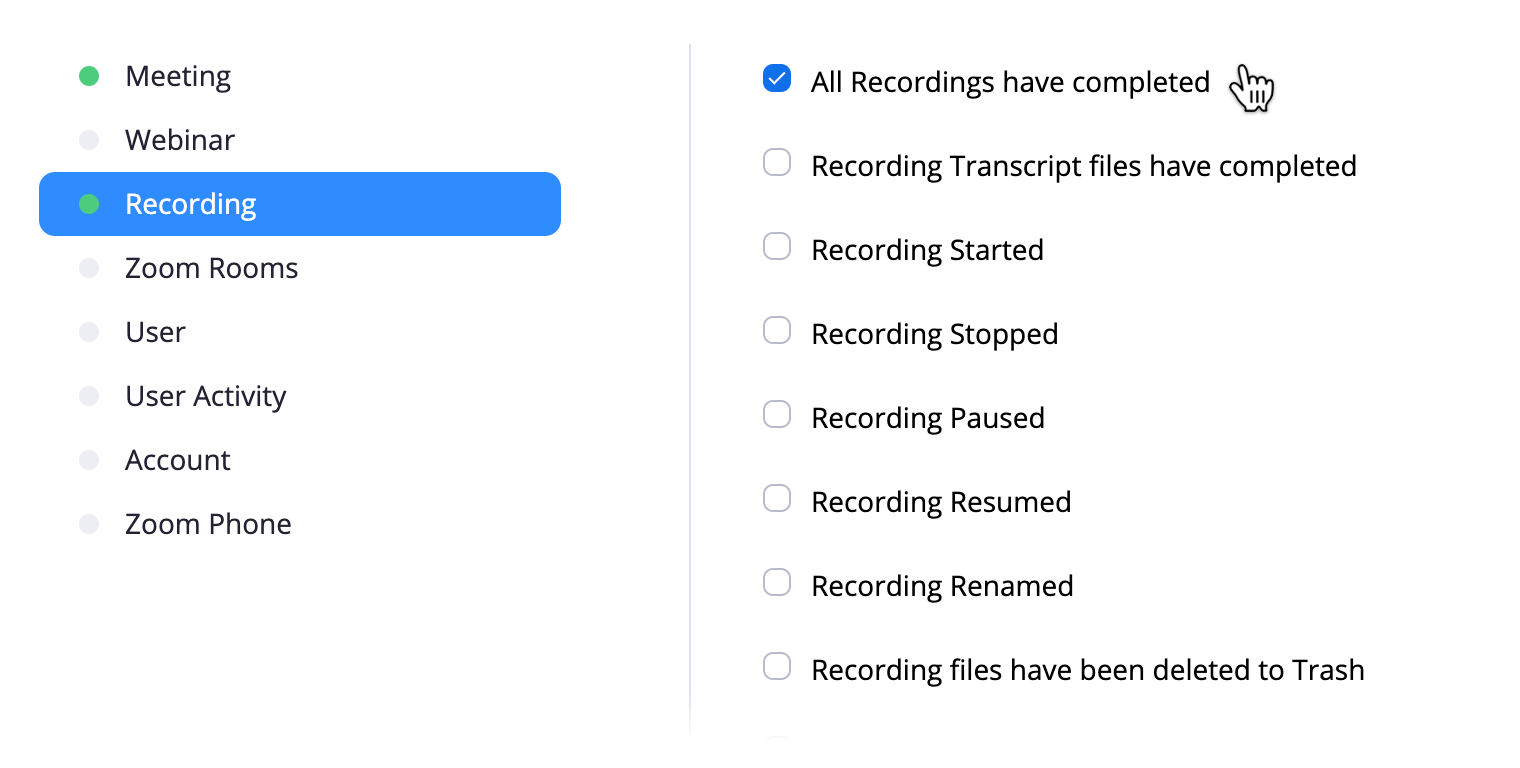 Meeting
Webinar
Recording
Zoom Rooms
User
User Activity
Account
Zoom Phone
All Recordings have completed
Recording Transcript files have completed
Recording Started
Recording Stopped
Recording Paused
Recording Resumed
Recording Renamed
Recording files have been deleted to Trash